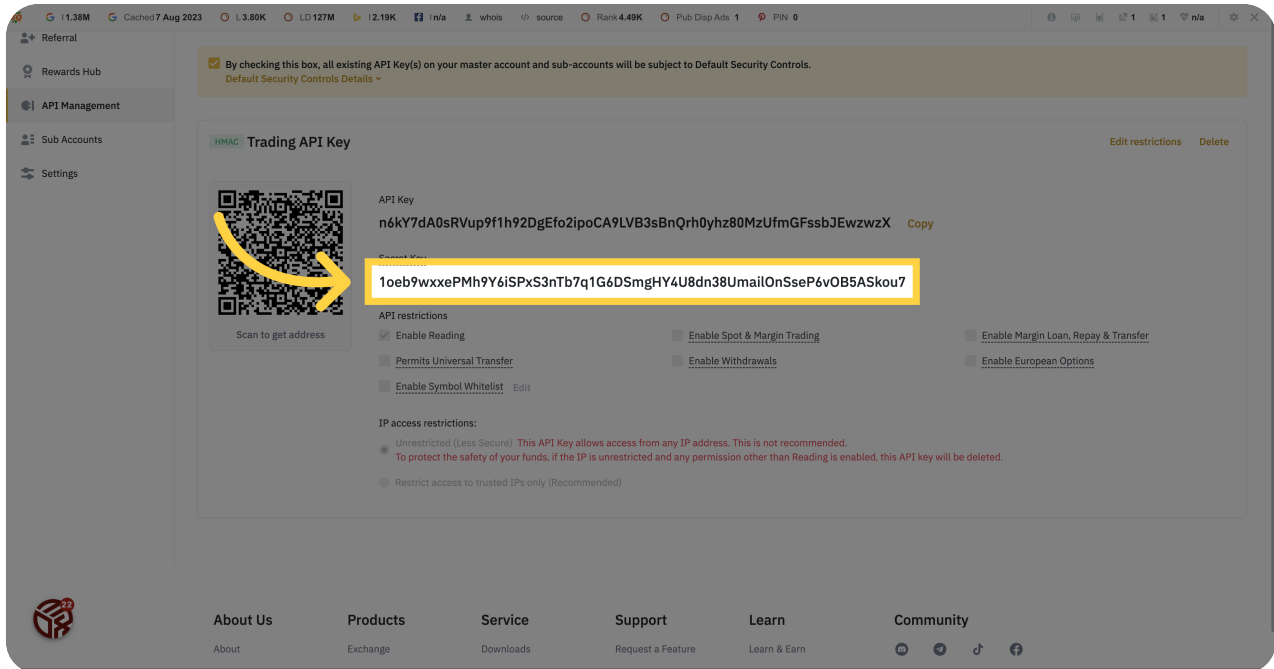 I 1.38M Cached 7 Aug 2023 L 3.80K LD 127M I 2.19K I n/a whois source Rank 4.49K Pub Disp Ads 1 PIN 0 1 1 n/a
Referral
Rewards Hub
API Management
Sub Accounts
Settings
By checking this box, all existing API Key(s) on your master account and sub-accounts will be subject to Default Security Controls.
Default Security Controls Details
HMAC Trading API Key Edit restrictions Delete
API Key
n6kY7dA0sRVup9f1h92DgEfo2ipoCA9LVB3sBnQrh0yhz80MzUfmGFssbJEwzwzX Copy
Secret Key
1oeb9wxxePMh9Y6iSPxS3nTb7q1G6DSmgHY4U8dn38UmailOnSseP6vOB5ASkou7
Scan to get address
API restrictions
Enable Reading Enable Spot & Margin Trading Enable Margin Loan, Repay & Transfer
Permits Universal Transfer Enable Withdrawals Enable European Options
Enable Symbol Whitelist Edit
IP access restrictions:
Unrestricted (Less Secure) This API Key allows access from any IP address. This is not recommended.
To protect the safety of your funds, if the IP is unrestricted and any permission other than Reading is enabled, this API key will be deleted.
Restrict access to trusted IPs only (Recommended)
22
About Us Products Service Support Learn Community
About Exchange Downloads Request a Feature Learn & Earn